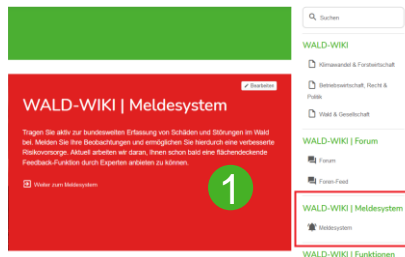 Bearbeiten
WALD-WIKI | Meldesystem
Tragen Sie aktiv zur bundesweiten Erfassung von Schäden und Störungen im Wald
bei. Melden Sie Ihre Beobachtungen und ermöglichen Sie hierdurch eine verbesserte
Risikovorsorge. Aktuell arbeiten wir daran, Ihnen schon bald eine flächendeckende
Feedback-Funktion durch Experten anbieten zu können.
Weiter zum Meldesystem
1
Suchen
WALD-WIKI
Klimawandel & Forstwirtschaft
Betriebswirtschaft, Recht &
Politik
Wald & Gesellschaft
WALD-WIKI | Forum
Forum
Foren-Feed
WALD-WIKI | Meldesystem
Meldesystem
WALD-WIKI | Funktionen